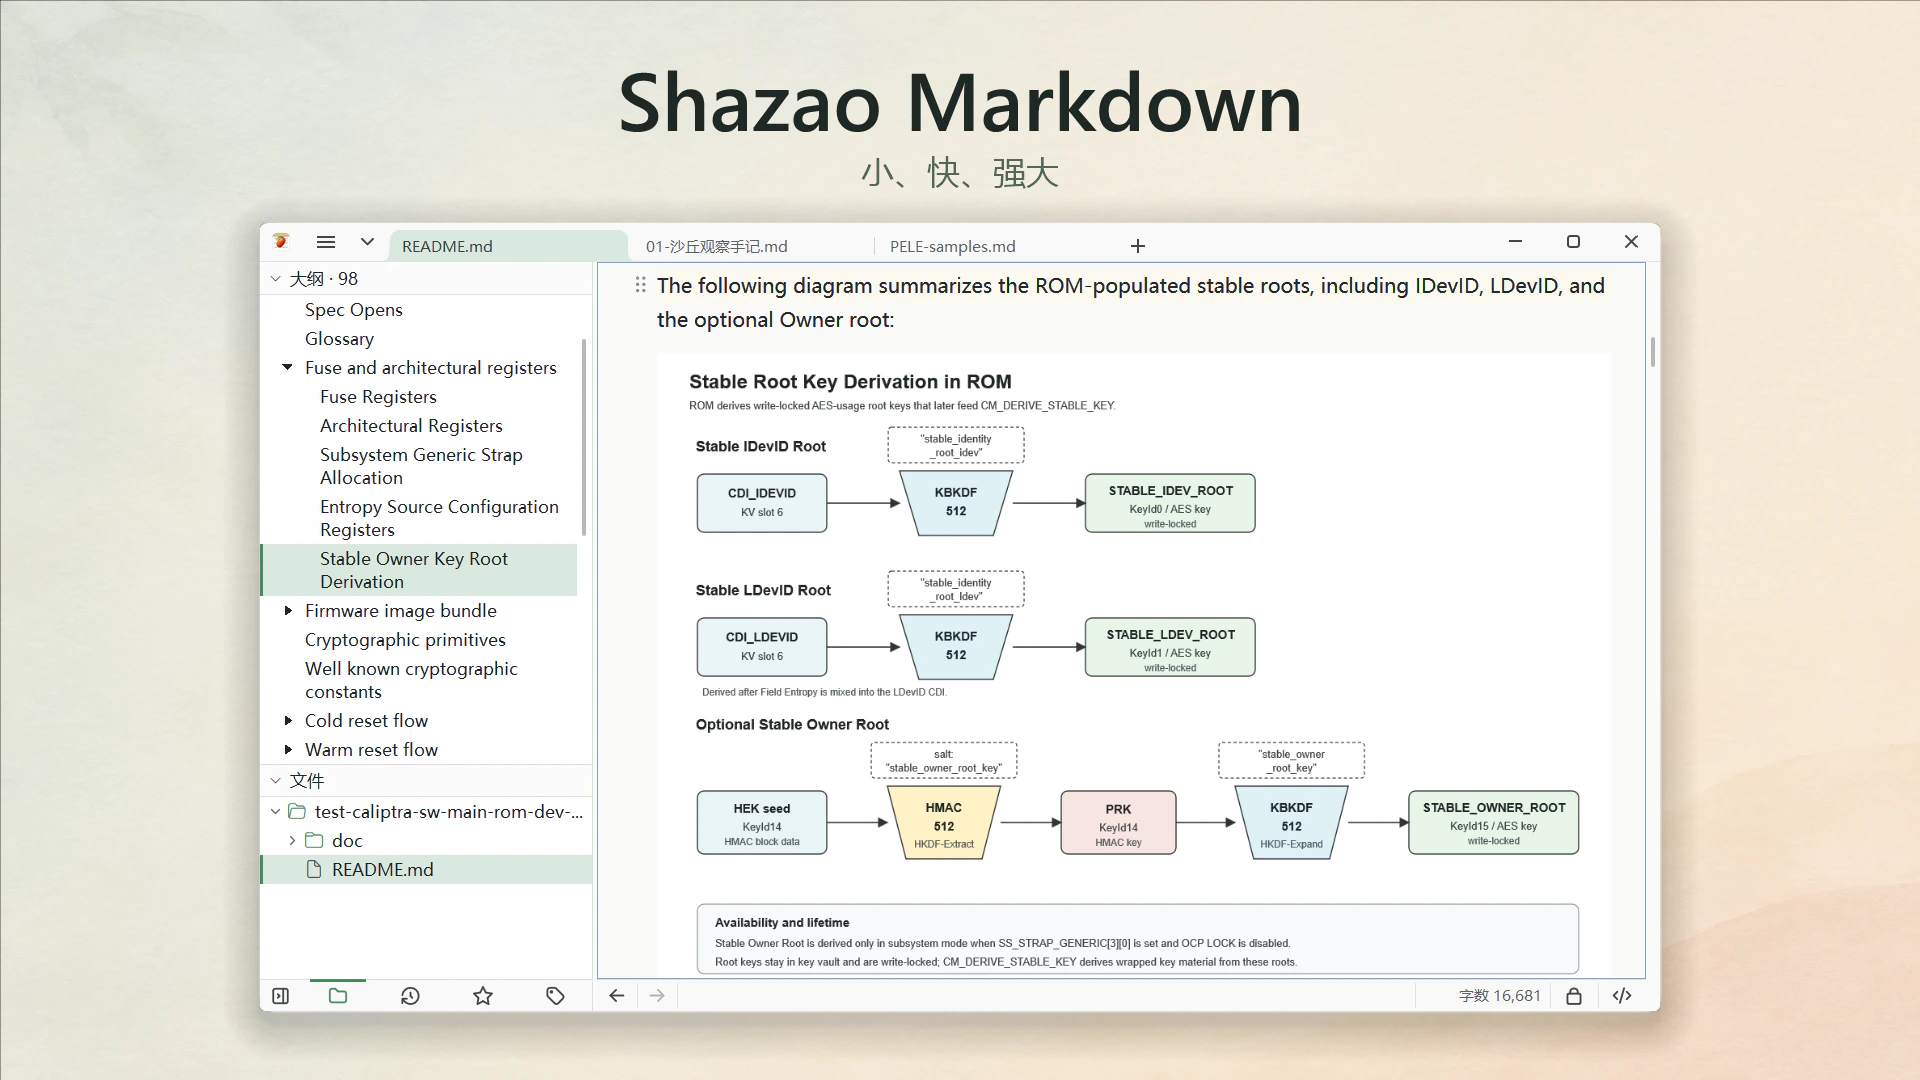 Shazao Markdown
小、快、强大
README.md
01-沙丘观察手记.md
PELE-samples.md
大纲 · 98
Spec Opens
Glossary
Fuse and architectural registers
Fuse Registers
Architectural Registers
Subsystem Generic Strap
Allocation
Entropy Source Configuration
Registers
Stable Owner Key Root
Derivation
Firmware image bundle
Cryptographic primitives
Well known cryptographic
constants
Cold reset flow
Warm reset flow
文件
test-caliptra-sw-main-rom-dev-...
doc
README.md
The following diagram summarizes the ROM-populated stable roots, including IDevID, LDevID, and
the optional Owner root:
Stable Root Key Derivation in ROM
ROM derives write-locked AES-usage root keys that later feed CM_DERIVE_STABLE_KEY.
Stable IDevID Root
"stable_identity
_root_idev"
CDI_IDEVID
KV slot 6
KBKDF
512
STABLE_IDEV_ROOT
KeyId0 / AES key
write-locked
Stable LDevID Root
"stable_identity
_root_ldev"
CDI_LDEVID
KV slot 6
KBKDF
512
STABLE_LDEV_ROOT
KeyId1 / AES key
write-locked
Derived after Field Entropy is mixed into the LDevID CDI.
Optional Stable Owner Root
salt:
"stable_owner_root_key"
"stable_owner
_root_key"
HEK seed
KeyId14
HMAC block data
HMAC
512
HKDF-Extract
PRK
KeyId14
HMAC key
KBKDF
512
HKDF-Expand
STABLE_OWNER_ROOT
KeyId15 / AES key
write-locked
Availability and lifetime
Stable Owner Root is derived only in subsystem mode when SS_STRAP_GENERIC[3][0] is set and OCP LOCK is disabled.
Root keys stay in key vault and are write-locked; CM_DERIVE_STABLE_KEY derives wrapped key material from these roots.
字数 16,681